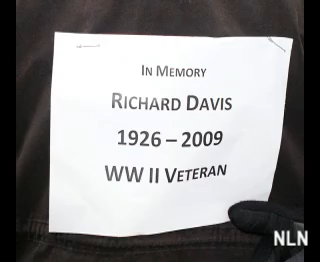 In Memory
Richard Davis
1926 – 2009
WW II Veteran
NLN